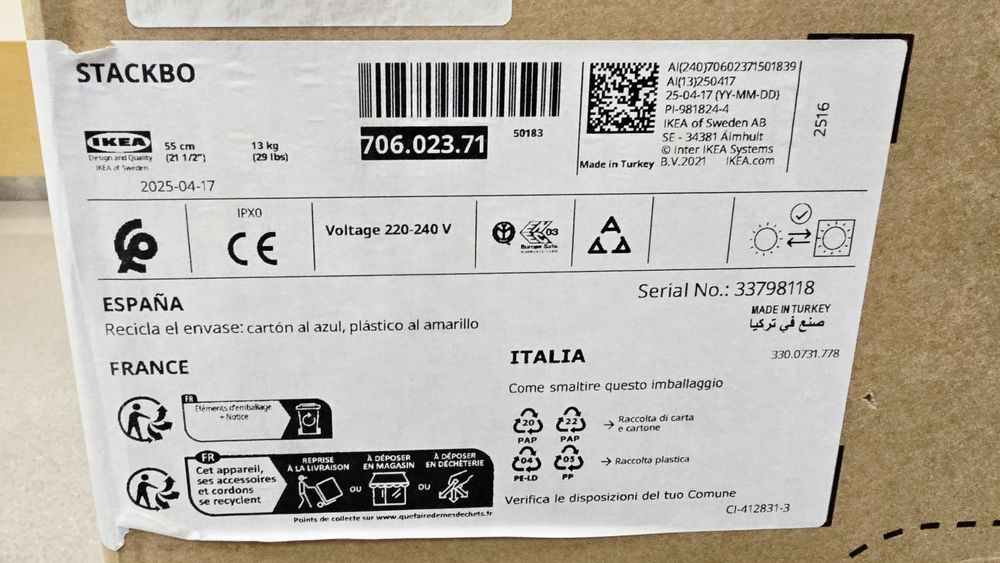 STACKBO
IKEA
Design and Quality
IKEA of Sweden
55 cm
(21 1/2")
13 kg
(29 lbs)
2025-04-17
706.023.71
50183
AI(240)70602371501839
AI(13)250417
25-04-17 (YY-MM-DD)
PI-981824-4
IKEA of Sweden AB
SE - 34381 Älmhult
© Inter IKEA Systems
B.V.2021 IKEA.com
Made in Turkey
2516
IPX0
CE
Voltage 220-240 V
03
ESPAÑA
Recicla el envase: cartón al azul, plástico al amarillo
Serial No.: 33798118
MADE IN TURKEY
صنع في تركيا
330.0731.778
FRANCE
FR
Éléments d'emballage
+ Notice
FR
Cet appareil,
ses accessoires
et cordons
se recyclent
REPRISE
À LA LIVRAISON
OU
À DÉPOSER
EN MAGASIN
OU
À DÉPOSER
EN DÉCHÈTERIE
Points de collecte sur www.quefairedemesdechets.fr
ITALIA
Come smaltire questo imballaggio
20
PAP
22
PAP
→ Raccolta di carta
e cartone
04
PE-LD
05
PP
→ Raccolta plastica
Verifica le disposizioni del tuo Comune
CI-412831-3